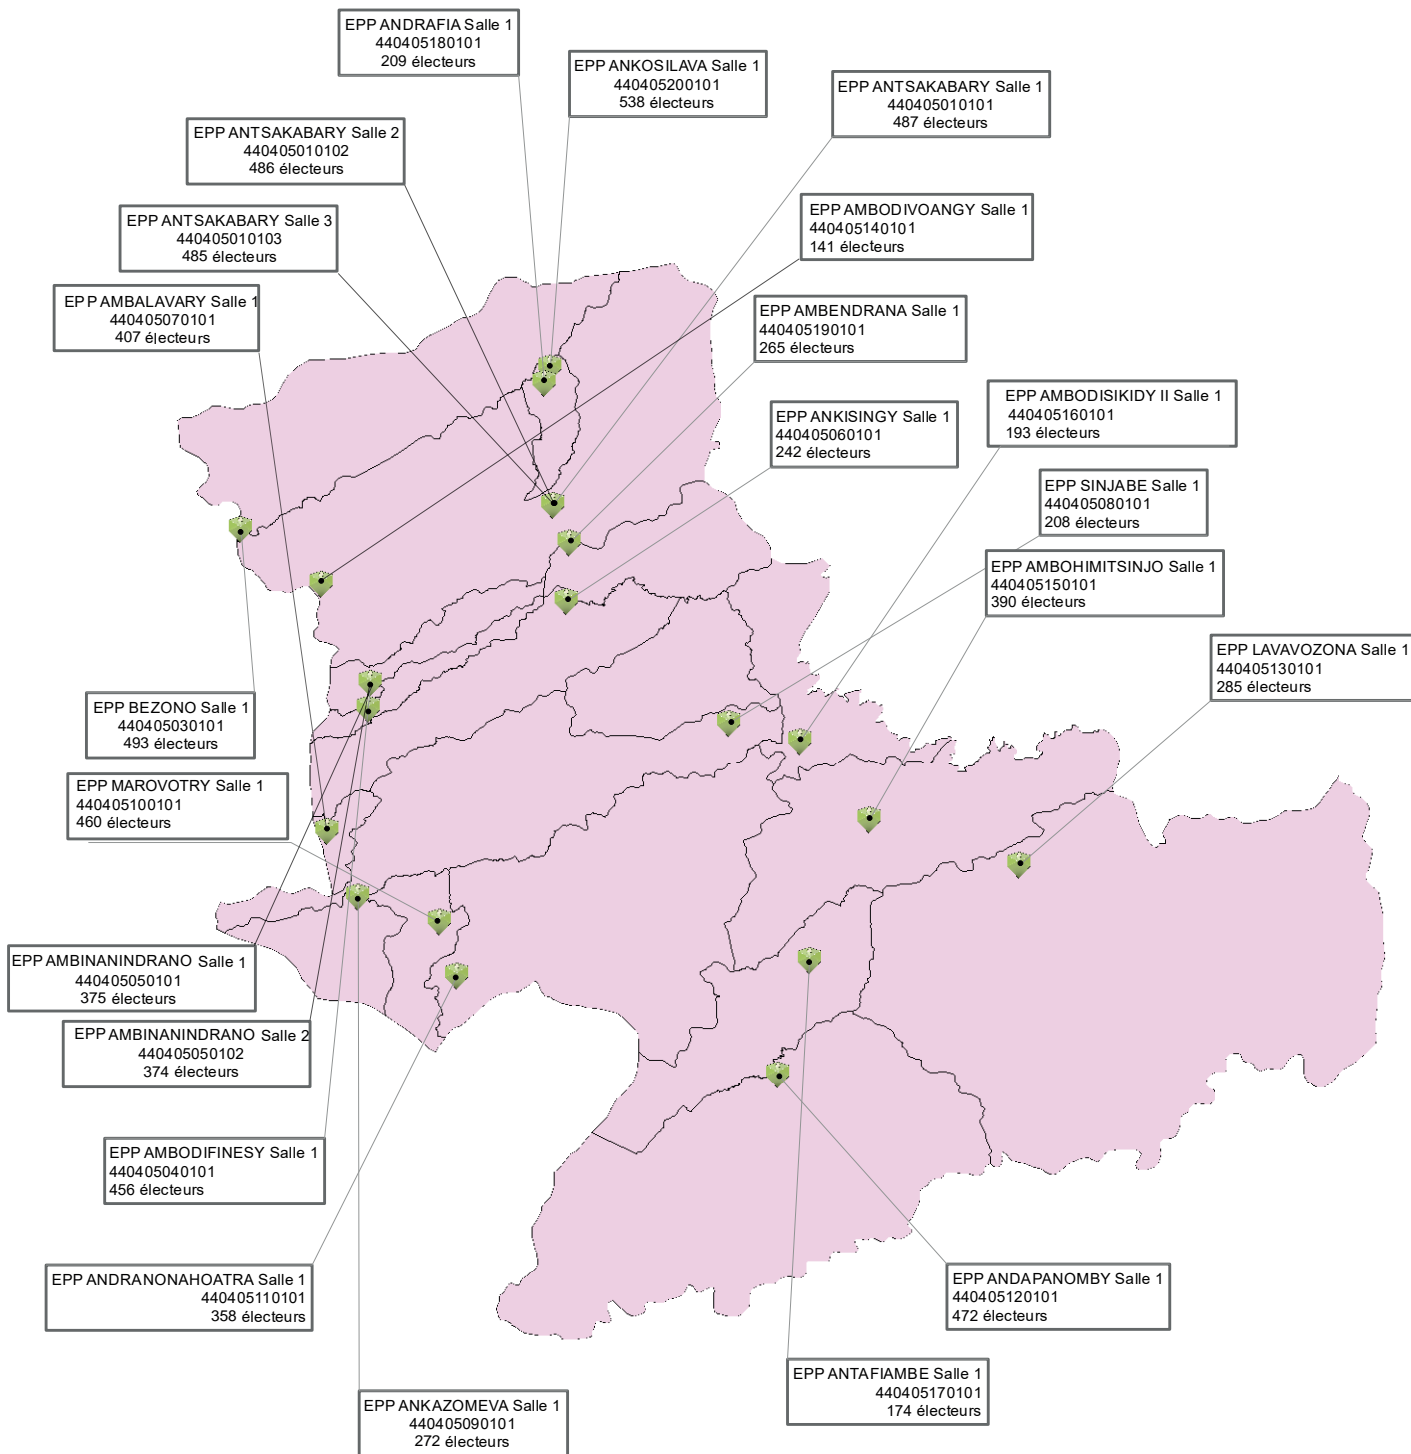 EPP ANDRAFIA Salle 1
440405180101
209 électeurs
EPP ANKOSILAVA Salle 1
440405200101
538 électeurs
EPP ANTSAKABARY Salle 1
440405010101
487 électeurs
EPP ANTSAKABARY Salle 2
440405010102
486 électeurs
EPP ANTSAKABARY Salle 3
440405010103
485 électeurs
EPP AMBODIVOANGY Salle 1
440405140101
141 électeurs
EPP AMBALAVARY Salle 1
440405070101
407 électeurs
EPP AMBENDRANA Salle 1
440405190101
265 électeurs
EPP AMBODISIKIDY II Salle 1
440405160101
193 électeurs
EPP ANKISINGY Salle 1
440405060101
242 électeurs
EPP SINJABE Salle 1
440405080101
208 électeurs
EPP AMBOHIMITSINJO Salle 1
440405150101
390 électeurs
EPP LAVAVOZONA Salle 1
440405130101
285 électeurs
EPP BEZONO Salle 1
440405030101
493 électeurs
EPP MAROVOTRY Salle 1
440405100101
460 électeurs
EPP AMBINANINDRANO Salle 1
440405050101
375 électeurs
EPP AMBINANINDRANO Salle 2
440405050102
374 électeurs
EPP AMBODIFINESY Salle 1
440405040101
456 électeurs
EPP ANDRANONAHOATRA Salle 1
440405110101
358 électeurs
EPP ANDAPANOMBY Salle 1
440405120101
472 électeurs
EPP ANTAFIAMBE Salle 1
440405170101
174 électeurs
EPP ANKAZOMEVA Salle 1
440405090101
272 électeurs